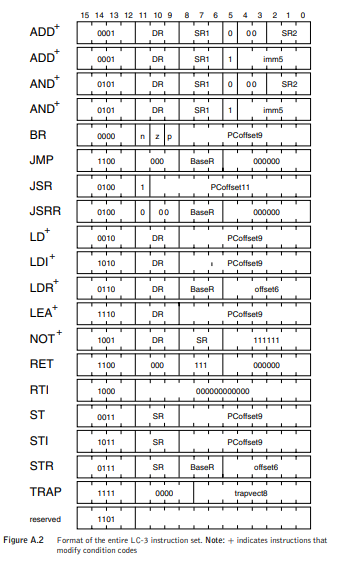 15 14 13 12 11 10 9 8 7 6 5 4 3 2 1 0
ADD+ 0001 DR SR1 0 00 SR2
ADD+ 0001 DR SR1 1 imm5
AND+ 0101 DR SR1 0 00 SR2
AND+ 0101 DR SR1 1 imm5
BR 0000 n z p PCoffset9
JMP 1100 000 BaseR 000000
JSR 0100 1 PCoffset11
JSRR 0100 0 00 BaseR 000000
LD+ 0010 DR PCoffset9
LDI+ 1010 DR PCoffset9
LDR+ 0110 DR BaseR offset6
LEA+ 1110 DR PCoffset9
NOT+ 1001 DR SR 111111
RET 1100 000 111 000000
RTI 1000 000000000000
ST 0011 SR PCoffset9
STI 1011 SR PCoffset9
STR 0111 SR BaseR offset6
TRAP 1111 0000 trapvect8
reserved 1101
Figure A.2 Format of the entire LC-3 instruction set. Note: + indicates instructions that
modify condition codes